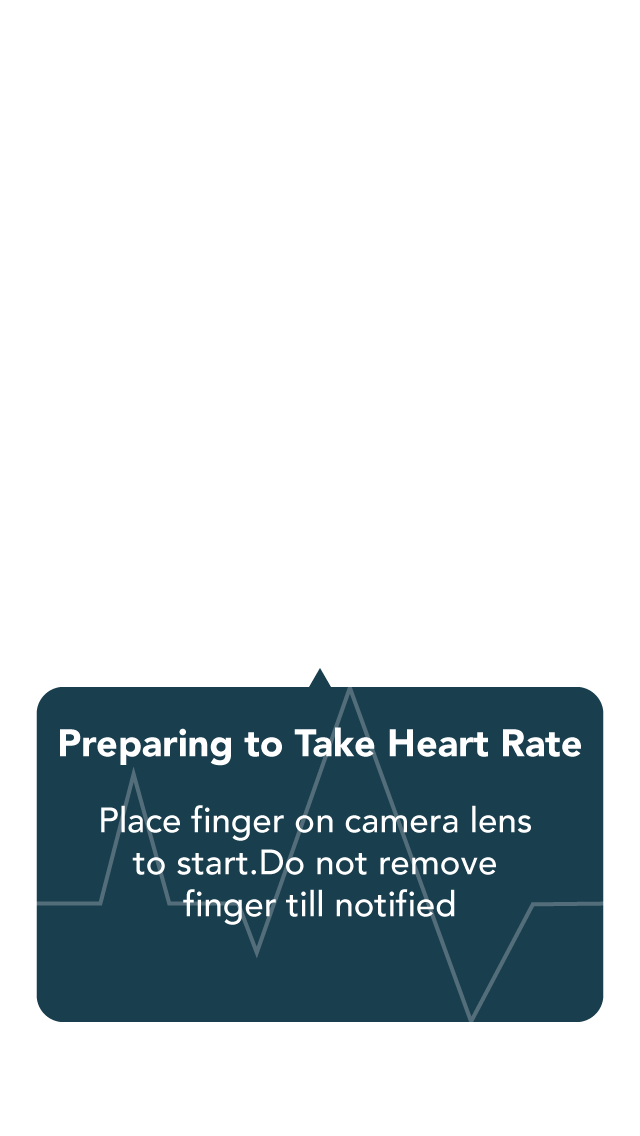 Preparing to Take Heart Rate
Place finger on camera lens
to start.Do not remove
finger till notified